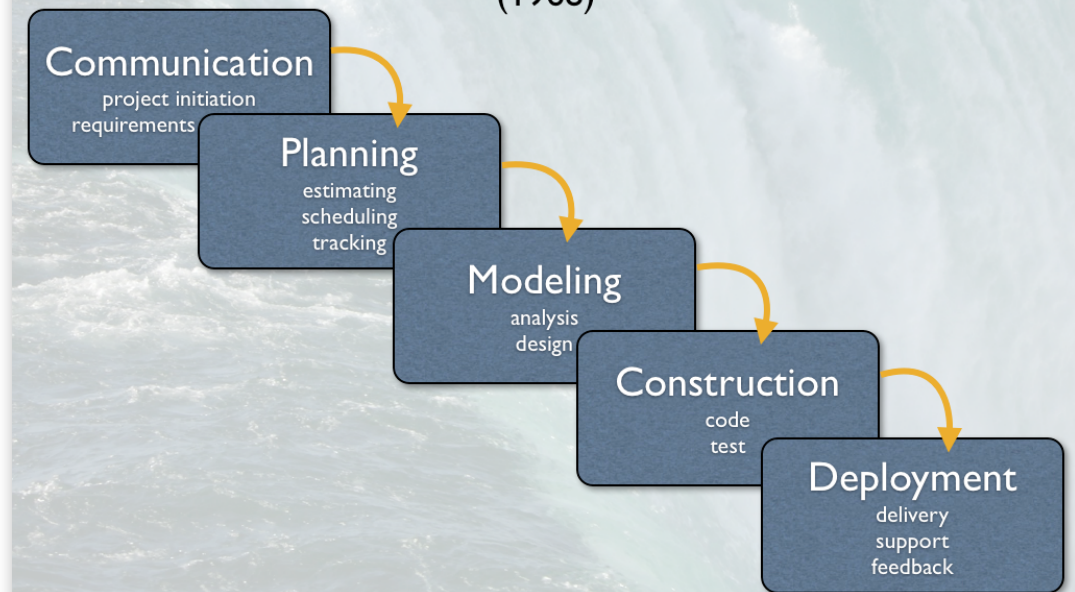 Communication
project initiation
requirements
Planning
estimating
scheduling
tracking
Modeling
analysis
design
Construction
code
test
Deployment
delivery
support
feedback